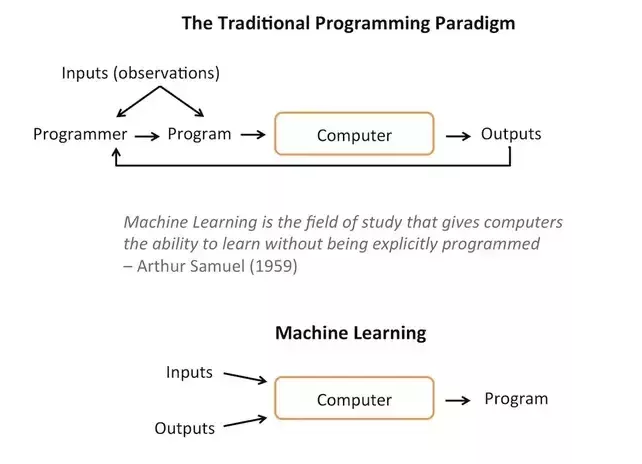 The Traditional Programming Paradigm
Inputs (observations)
Programmer Program Computer Outputs
Machine Learning is the field of study that gives computers
the ability to learn without being explicitly programmed
– Arthur Samuel (1959)
Machine Learning
Inputs
Computer Program
Outputs